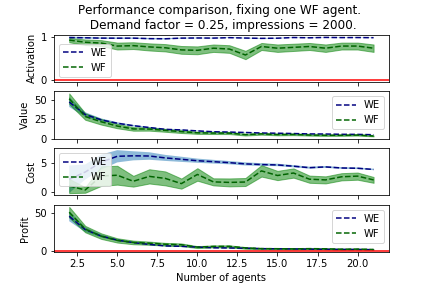 Performance comparison, fixing one WF agent.
Demand factor = 0.25, impressions = 2000.
Activation
1
0
WE
WF
Value
50
0
WE
WF
Cost
5
0
WE
WF
Profit
50
0
WE
WF
2.5 5.0 7.5 10.0 12.5 15.0 17.5 20.0
Number of agents